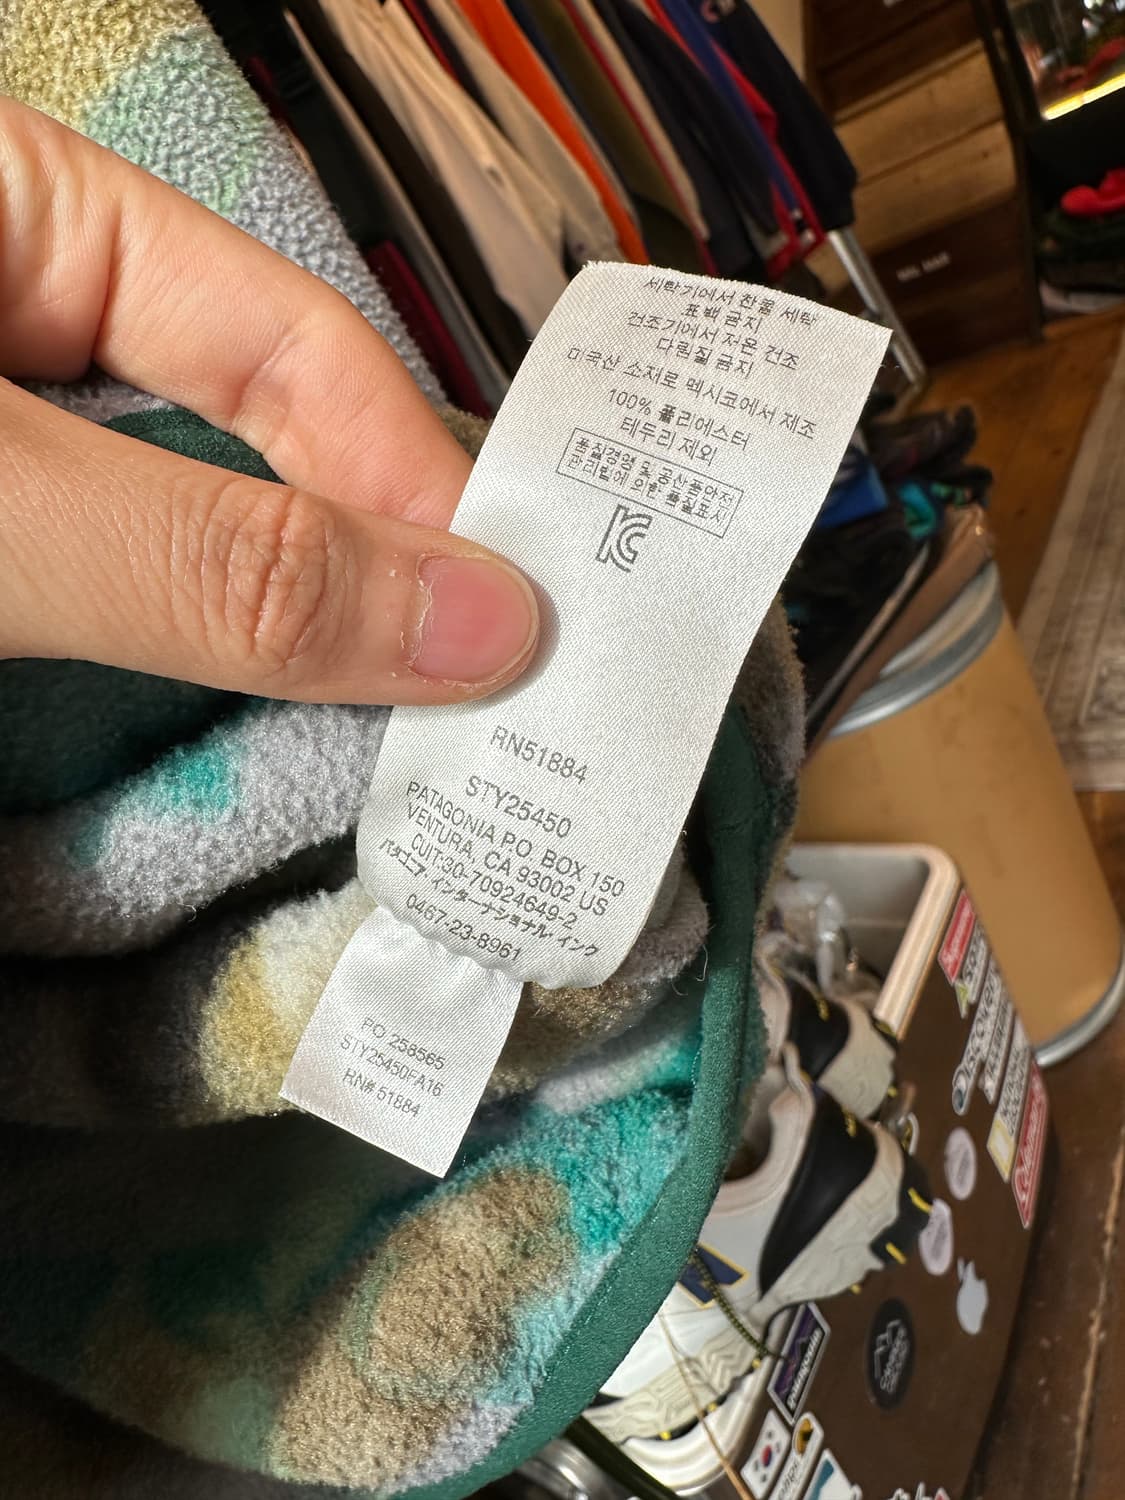 세탁기에서 찬물 세탁
표백 금지
건조기에서 저온 건조
다림질 금지
미국산 소재로 멕시코에서 제조
100% 폴리에스터
테두리 제외
품질경영 및 공산품안전
관리법에 의한 품질표시
RN51884
STY25450
PATAGONIA PO BOX 150
VENTURA, CA 93002 US
CUIT:30-70924649-2
パタゴニア・インターナショナル インク
0467-23-8961
PO 258565
STY25450FA16
RN# 51884
Supreme
patagonia